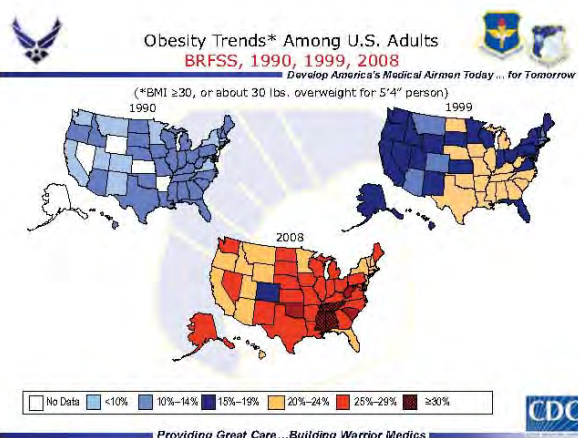 Obesity Trends* Among U.S. Adults
BRFSS, 1990, 1999, 2008
Develop America's Medical Airmen Today ... for Tomorrow
(*BMI ≥30, or about 30 lbs. overweight for 5'4" person)
1990
1999
2008
No Data <10% 10%–14% 15%–19% 20%–24% 25%–29% ≥30%
CDC
Providing Great Care...Building Warrior Medics